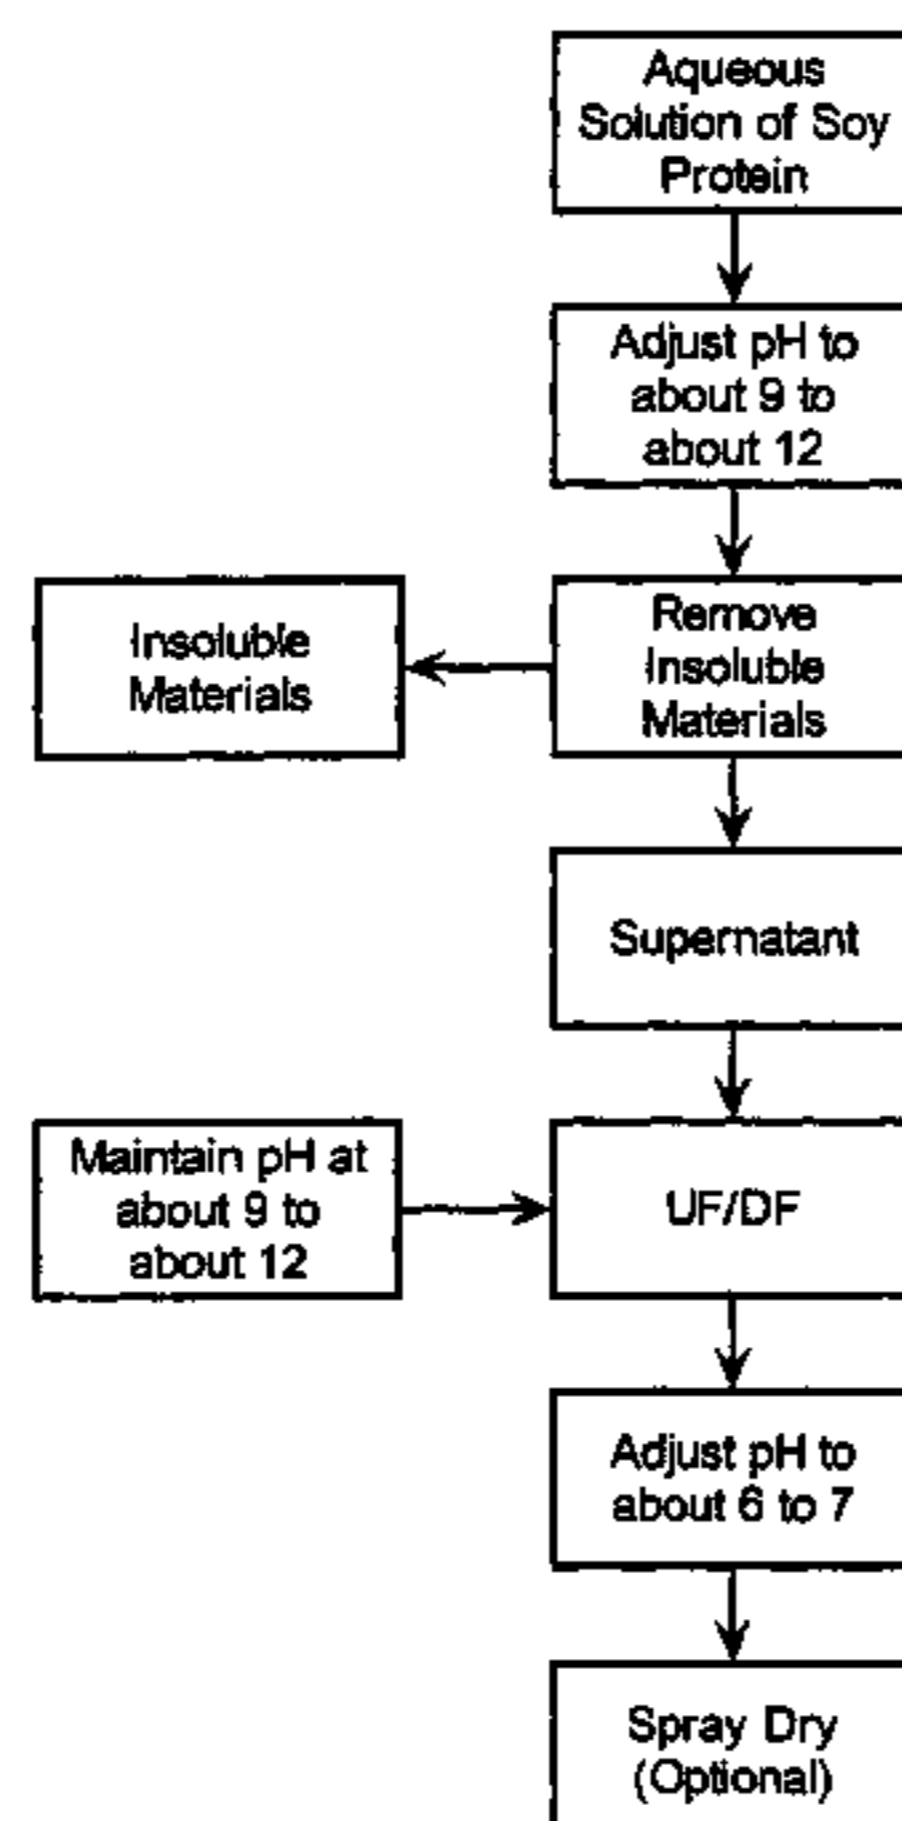 Aqueous
Solution of Soy
Protein
Adjust pH to
about 9 to
about 12
Insoluble
Materials
Remove
Insoluble
Materials
Supernatant
Maintain pH at
about 9 to
about 12
UF/DF
Adjust pH to
about 6 to 7
Spray Dry
(Optional)